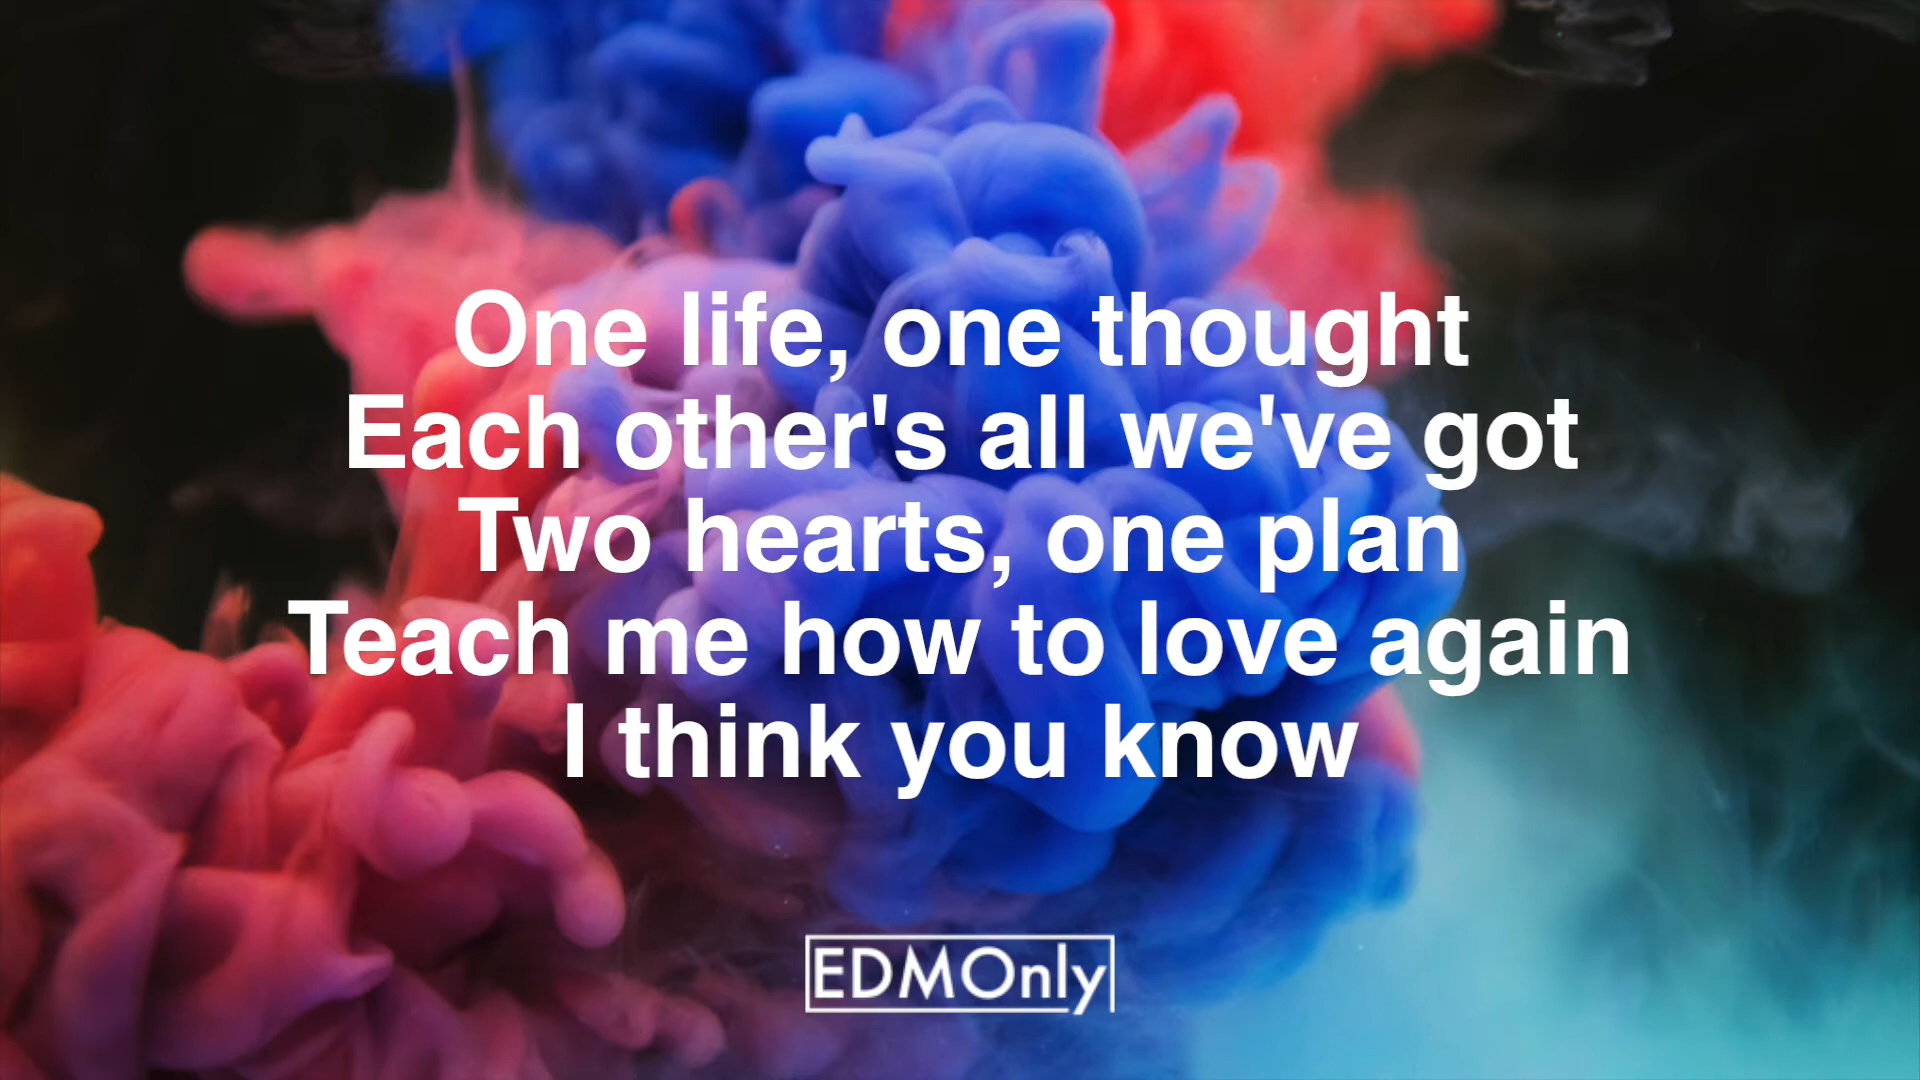 One life, one thought
Each other's all we've got
Two hearts, one plan
Teach me how to love again
I think you know
EDMOnly